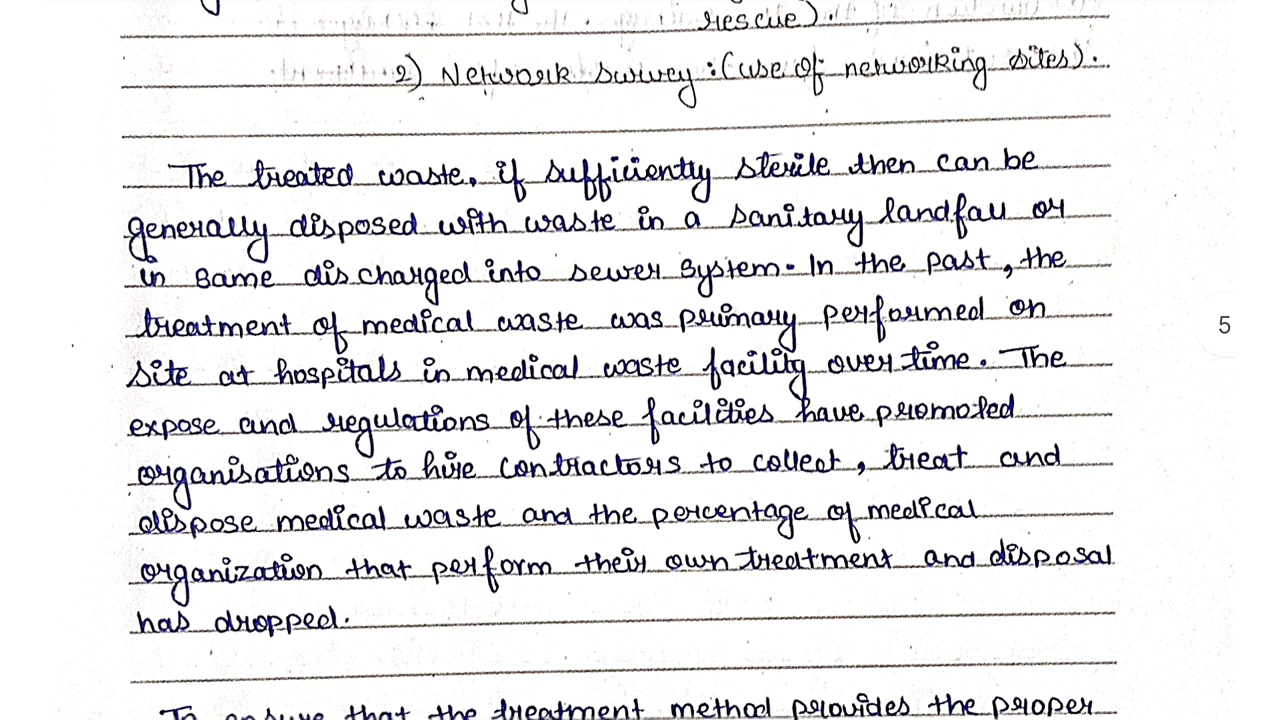 rescue).
2) Network survey : (use of networking sites).
The treated waste, if sufficiently sterile then can be
generally disposed with waste in a sanitary landfall or
in same discharged into sewer system. In the past, the
treatment of medical waste was primary performed on
site at hospitals in medical waste facility over time. The
expose and regulations of these facilities have promoted
organisations to hire contractors to collect, treat and
dispose medical waste and the percentage of medical
organization that perform their own treatment and disposal
has dropped.
To ensure that the treatment method provides the proper
5